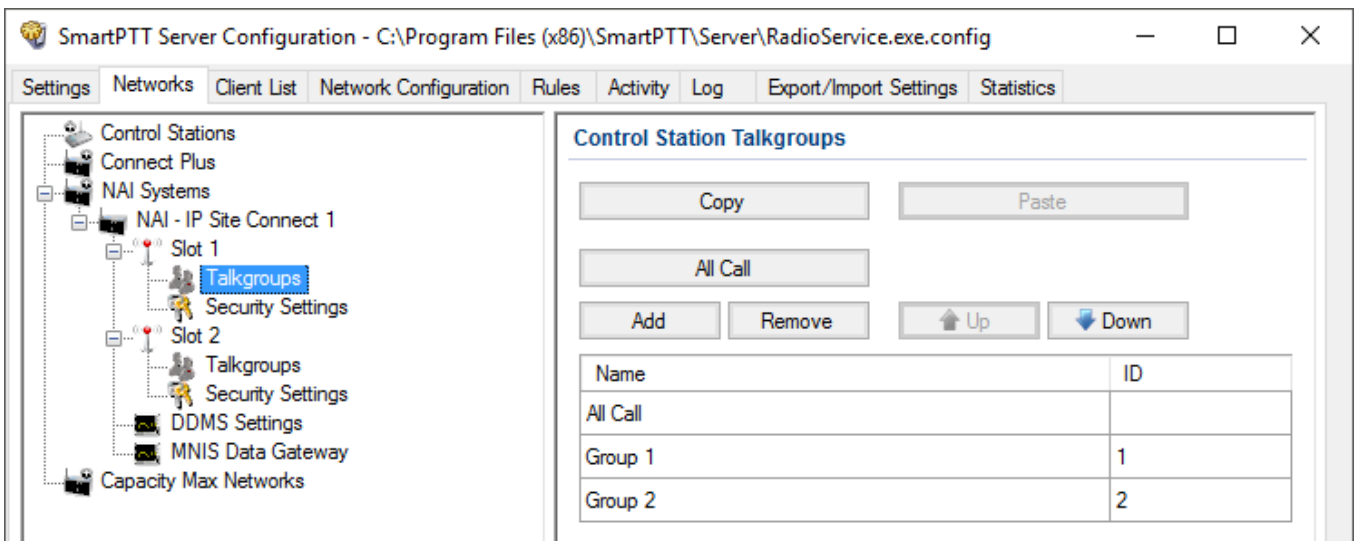 SmartPTT Server Configuration - C:\Program Files (x86)\SmartPTT\Server\RadioService.exe.config
Settings Networks Client List Network Configuration Rules Activity Log Export/Import Settings Statistics
Control Stations
Connect Plus
NAI Systems
NAI - IP Site Connect 1
Slot 1
Talkgroups
Security Settings
Slot 2
Talkgroups
Security Settings
DDMS Settings
MNIS Data Gateway
Capacity Max Networks
Control Station Talkgroups
Copy Paste
All Call
Add Remove Up Down
Name ID
All Call
Group 1 1
Group 2 2